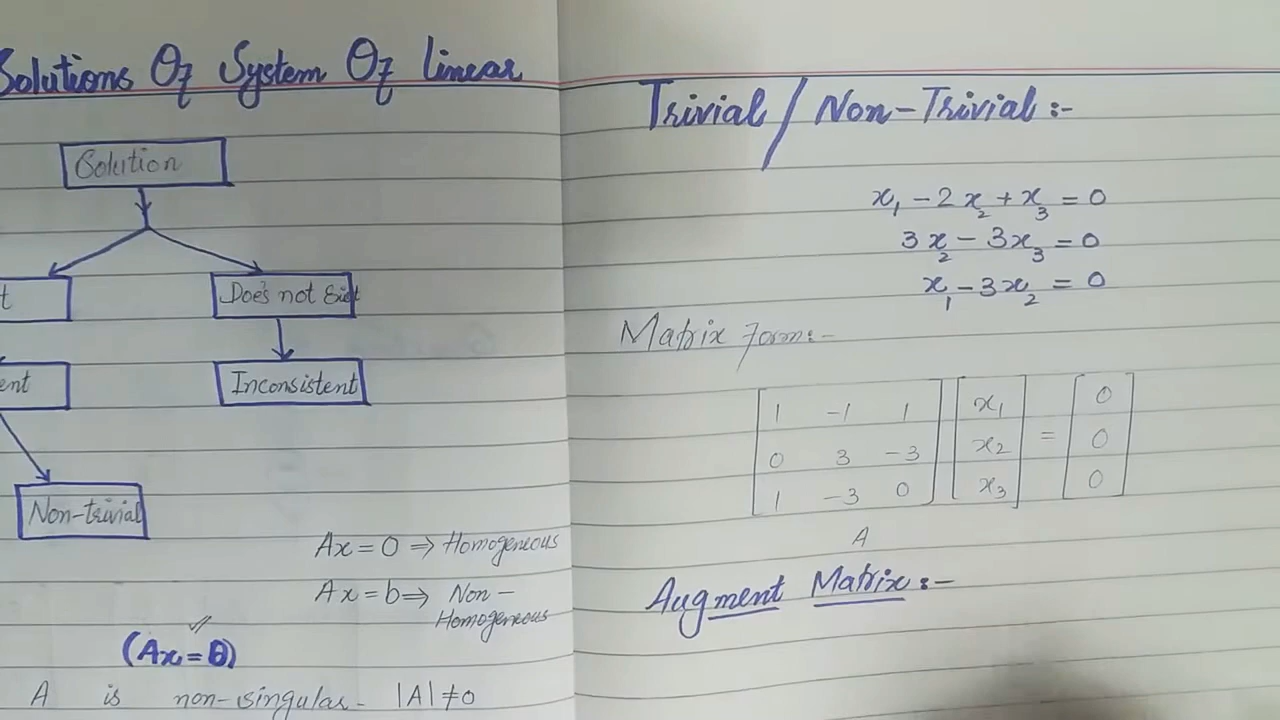 Solutions Of System Of linear
Solution
t
Does not Exist
ent
Inconsistent
Non-trivial
Ax = 0 ⇒ Homogeneous
Ax = b ⇒ Non-
Homogeneous
(Ax = θ)
A is non-singular- |A| ≠ 0
Trivial / Non-Trivial :-
x₁ - 2x₂ + x₃ = 0
3x₂ - 3x₃ = 0
x₁ - 3x₂ = 0
Matrix form:-
1 -1 1 x₁ 0
0 3 -3 x₂ = 0
1 -3 0 x₃ 0
A
Augment Matrix :-